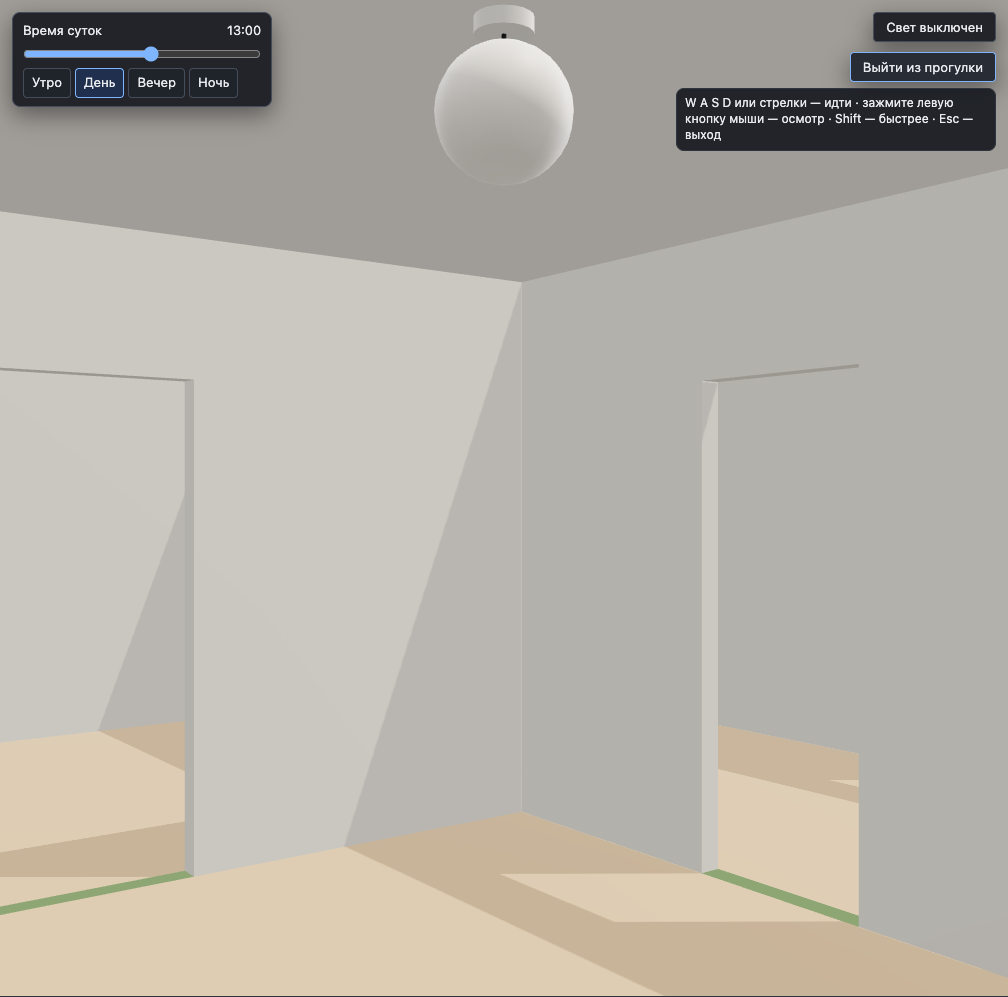 Время суток 13:00
Утро День Вечер Ночь
Свет выключен
Выйти из прогулки
W A S D или стрелки — идти · зажмите левую
кнопку мыши — осмотр · Shift — быстрее · Esc —
выход